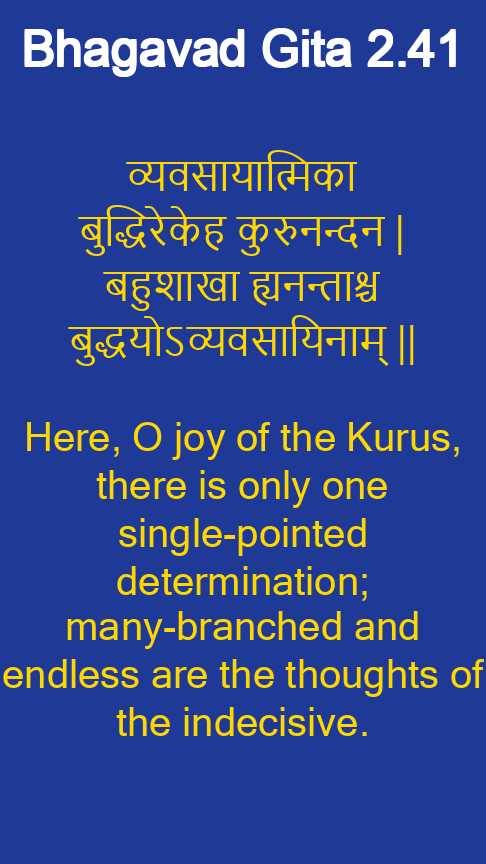 Bhagavad Gita 2.41
व्यवसायात्मिका
बुद्धिरेकेह कुरुनन्दन |
बहुशाखा ह्यनन्ताश्च
बुद्धयोऽव्यवसायिनाम् ||
Here, O joy of the Kurus,
there is only one
single-pointed
determination;
many-branched and
endless are the thoughts of
the indecisive.